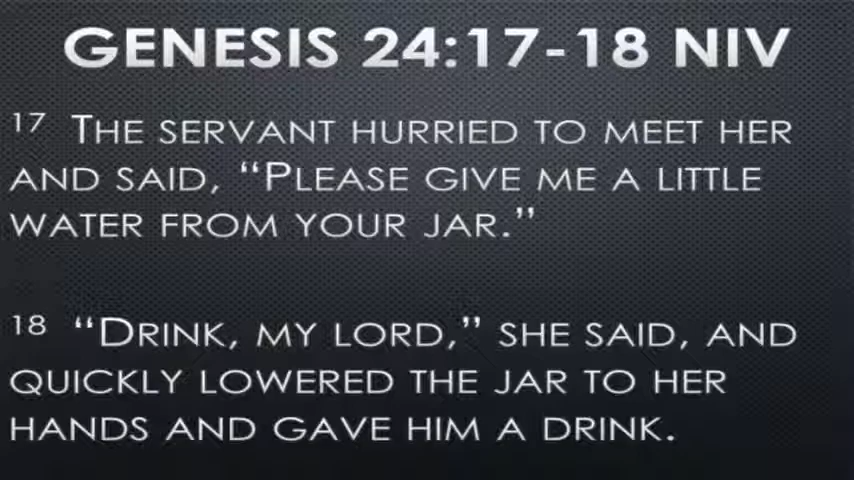 GENESIS 24:17-18 NIV
17 THE SERVANT HURRIED TO MEET HER
AND SAID, “PLEASE GIVE ME A LITTLE
WATER FROM YOUR JAR.”
18 “DRINK, MY LORD,” SHE SAID, AND
QUICKLY LOWERED THE JAR TO HER
HANDS AND GAVE HIM A DRINK.